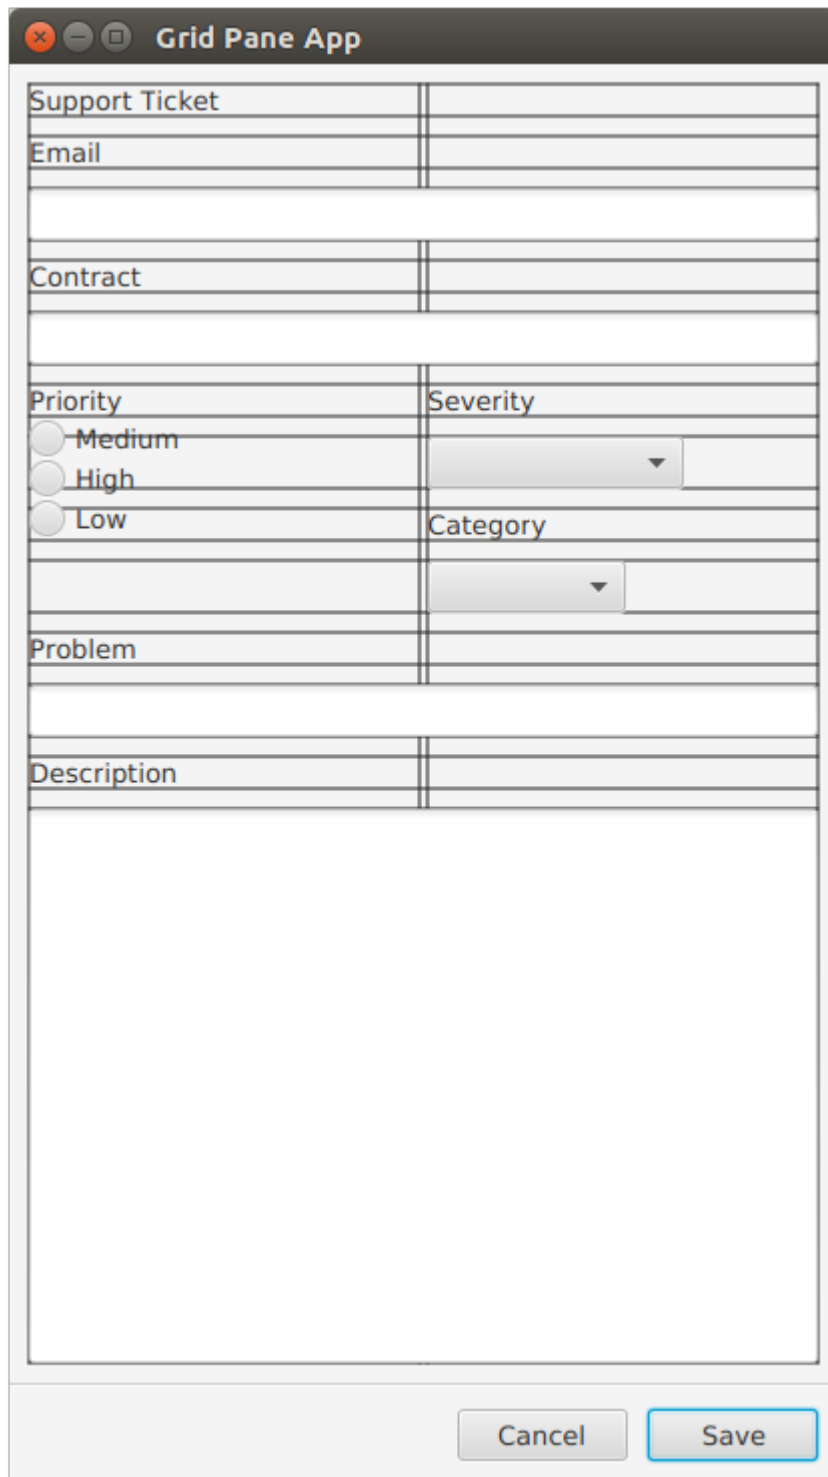 Grid Pane App
Support Ticket
Email
Contract
Priority Severity
Medium
High
Low
Category
Problem
Description
Cancel Save